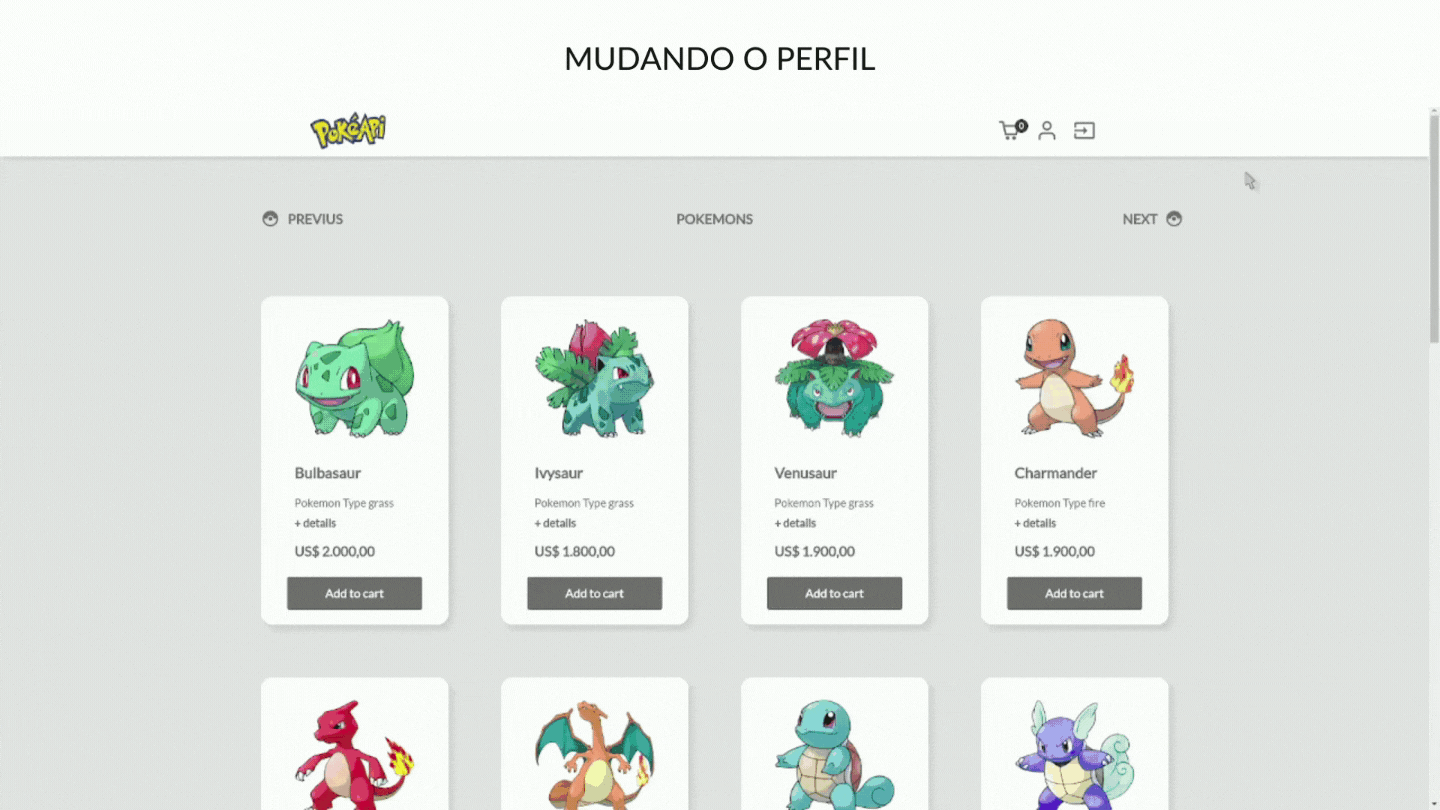 MUDANDO O PERFIL
PokéApi
0
PREVIUS
POKEMONS
NEXT
Bulbasaur
Pokemon Type grass
+ details
US$ 2.000,00
Add to cart
Ivysaur
Pokemon Type grass
+ details
US$ 1.800,00
Add to cart
Venusaur
Pokemon Type grass
+ details
US$ 1.900,00
Add to cart
Charmander
Pokemon Type fire
+ details
US$ 1.900,00
Add to cart